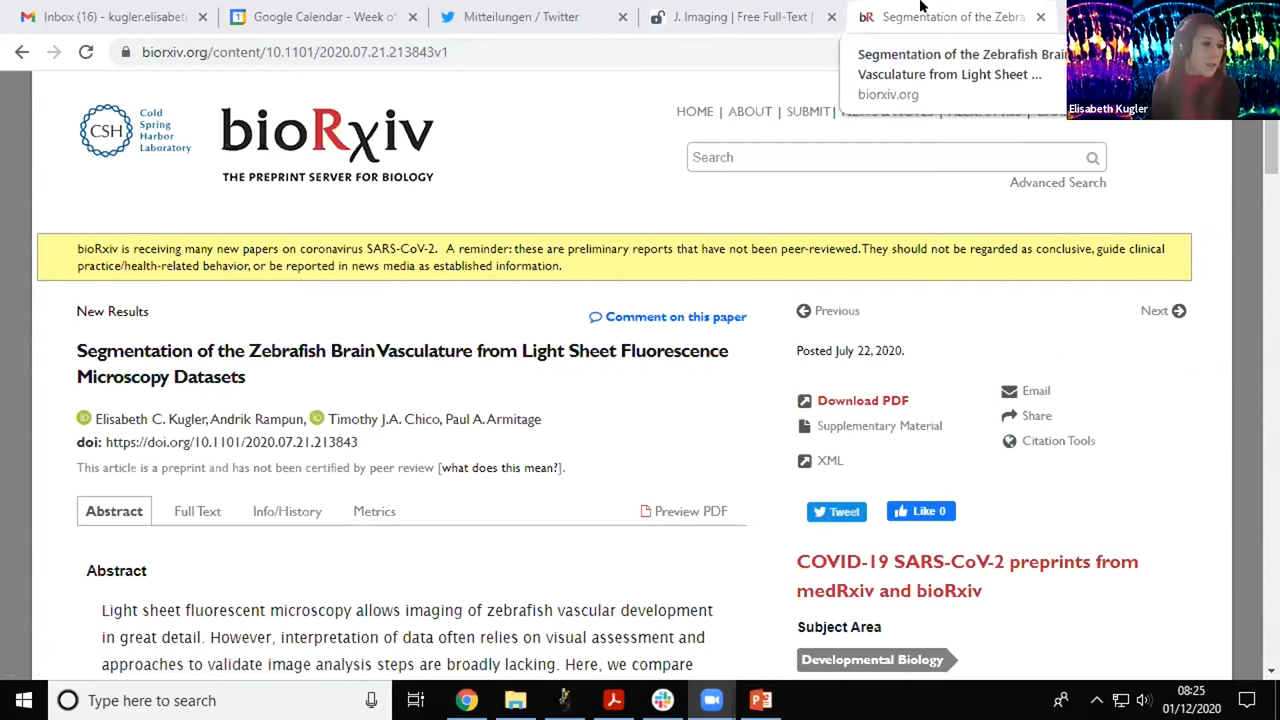 Inbox (16) - kugler.elisabet
Google Calendar - Week o
Mitteilungen / Twitter
J. Imaging | Free Full-Text |
bR Segmentation of the Zebra
biorxiv.org/content/10.1101/2020.07.21.213843v1
Segmentation of the Zebrafish Brain
Vasculature from Light Sheet ...
biorxiv.org
Elisabeth Kugler
CSH Cold Spring Harbor Laboratory
bioRxiv
THE PREPRINT SERVER FOR BIOLOGY
HOME | ABOUT | SUBMIT |
Search
Advanced Search
bioRxiv is receiving many new papers on coronavirus SARS-CoV-2. A reminder: these are preliminary reports that have not been peer-reviewed. They should not be regarded as conclusive, guide clinical
practice/health-related behavior, or be reported in news media as established information.
New Results
Comment on this paper
Segmentation of the Zebrafish Brain Vasculature from Light Sheet Fluorescence
Microscopy Datasets
Elisabeth C. Kugler, Andrik Rampun, Timothy J.A. Chico, Paul A. Armitage
doi: https://doi.org/10.1101/2020.07.21.213843
This article is a preprint and has not been certified by peer review [what does this mean?].
Abstract
Full Text
Info/History
Metrics
Preview PDF
Abstract
Light sheet fluorescent microscopy allows imaging of zebrafish vascular development
in great detail. However, interpretation of data often relies on visual assessment and
approaches to validate image analysis steps are broadly lacking. Here, we compare
Previous
Next
Posted July 22, 2020.
Download PDF
Supplementary Material
XML
Email
Share
Citation Tools
Tweet
Like 0
COVID-19 SARS-CoV-2 preprints from
medRxiv and bioRxiv
Subject Area
Developmental Biology
Type here to search
08:25
01/12/2020